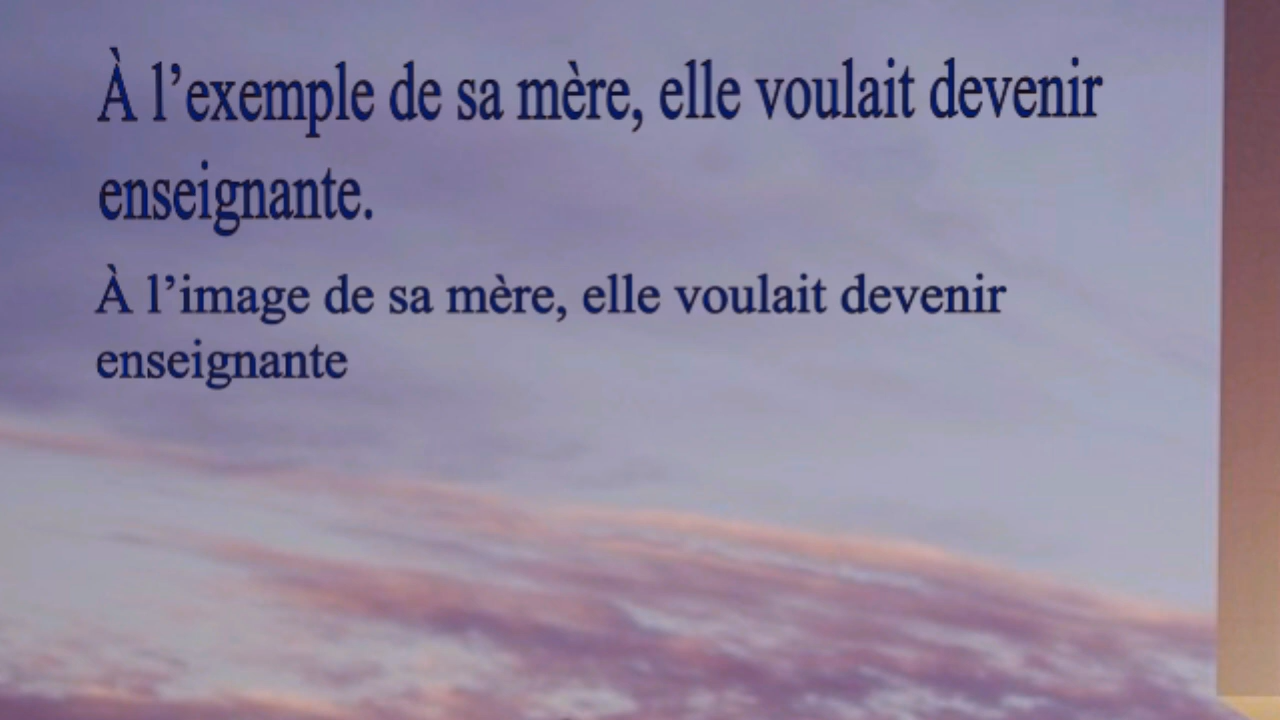 À l’exemple de sa mère, elle voulait devenir
enseignante.
À l’image de sa mère, elle voulait devenir
enseignante